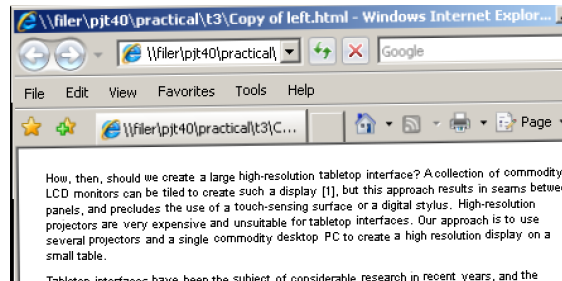 \\filer\pjt40\practical\t3\Copy of left.html - Windows Internet Explor...
\\filer\pjt40\practical\
Google
File Edit View Favorites Tools Help
\\filer\pjt40\practical\t3\C...
Page
How, then, should we create a large high-resolution tabletop interface? A collection of commodity
LCD monitors can be tiled to create such a display [1], but this approach results in seams betwe
panels, and precludes the use of a touch-sensing surface or a digital stylus. High-resolution
projectors are very expensive and unsuitable for tabletop interfaces. Our approach is to use
several projectors and a single commodity desktop PC to create a high resolution display on a
small table.
Tabletop interfaces have been the subject of considerable research in recent years, and the